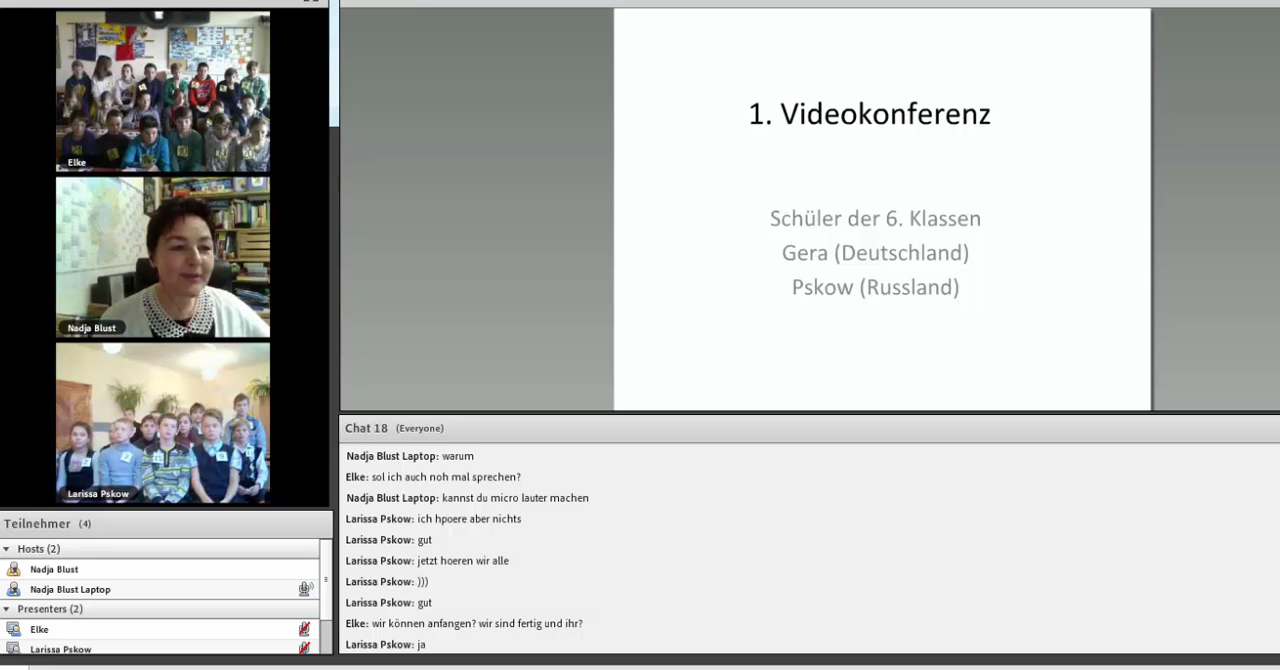 Elke
Nadja Blust
Larissa Pskow
Teilnehmer (4)
Hosts (2)
Nadja Blust
Nadja Blust Laptop
Presenters (2)
Elke
Larissa Pskow
1. Videokonferenz
Schüler der 6. Klassen
Gera (Deutschland)
Pskow (Russland)
Chat 18 (Everyone)
Nadja Blust Laptop: warum
Elke: sol ich auch noh mal sprechen?
Nadja Blust Laptop: kannst du micro lauter machen
Larissa Pskow: ich hpoere aber nichts
Larissa Pskow: gut
Larissa Pskow: jetzt hoeren wir alle
Larissa Pskow: )))
Larissa Pskow: gut
Elke: wir können anfangen? wir sind fertig und ihr?
Larissa Pskow: ja